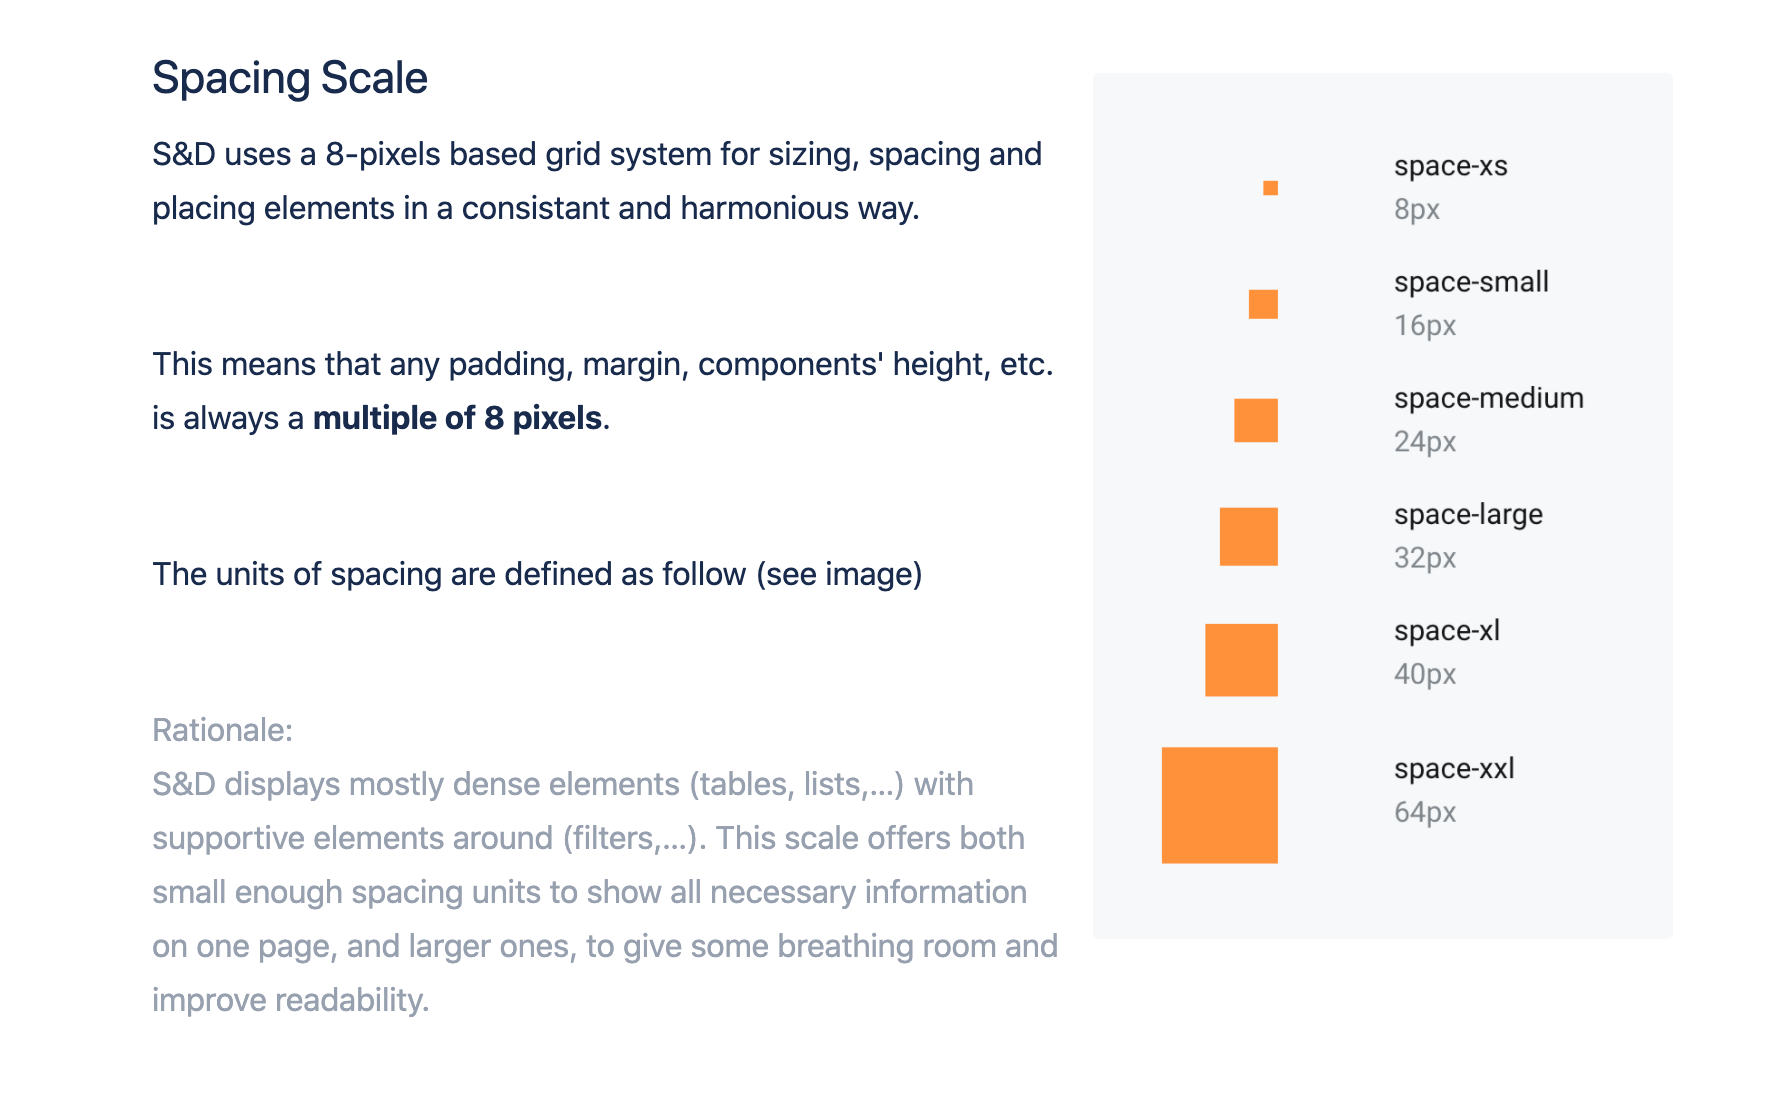 Spacing Scale
S&D uses a 8-pixels based grid system for sizing, spacing and
placing elements in a consistant and harmonious way.
This means that any padding, margin, components' height, etc.
is always a multiple of 8 pixels.
The units of spacing are defined as follow (see image)
Rationale:
S&D displays mostly dense elements (tables, lists,...) with
supportive elements around (filters,...). This scale offers both
small enough spacing units to show all necessary information
on one page, and larger ones, to give some breathing room and
improve readability.
space-xs
8px
space-small
16px
space-medium
24px
space-large
32px
space-xl
40px
space-xxl
64px